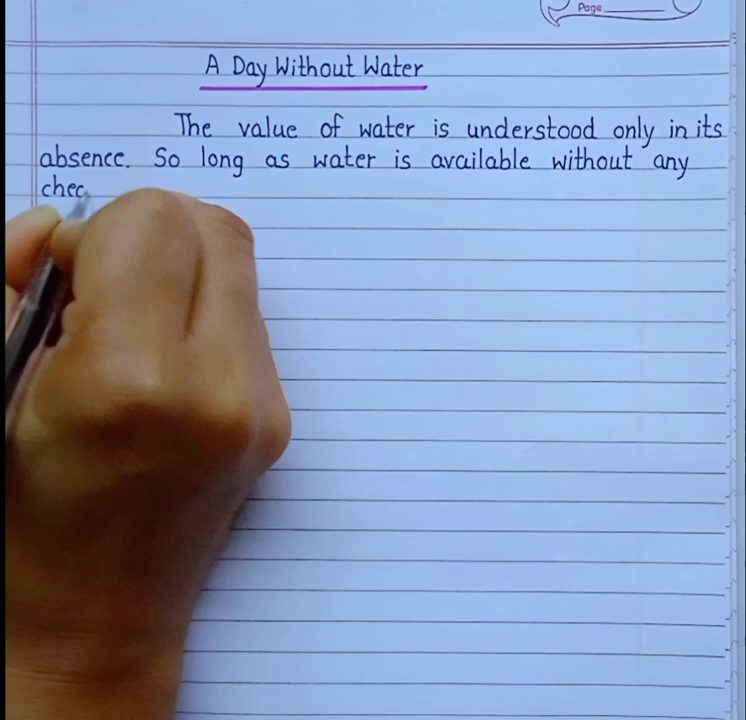 Page
A Day Without Water
The value of water is understood only in its
absence. So long as water is available without any
chec